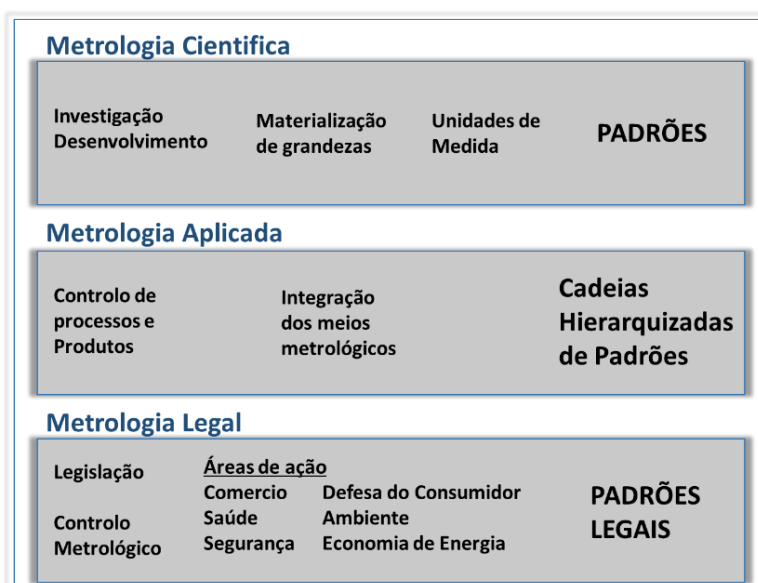 Metrologia Cientifica
Investigação
Desenvolvimento
Materialização
de grandezas
Unidades de
Medida
PADRÕES
Metrologia Aplicada
Controlo de
processos e
Produtos
Integração
dos meios
metrológicos
Cadeias
Hierarquizadas
de Padrões
Metrologia Legal
Legislação
Controlo
Metrológico
Áreas de ação
Comercio Defesa do Consumidor
Saúde Ambiente
Segurança Economia de Energia
PADRÕES
LEGAIS